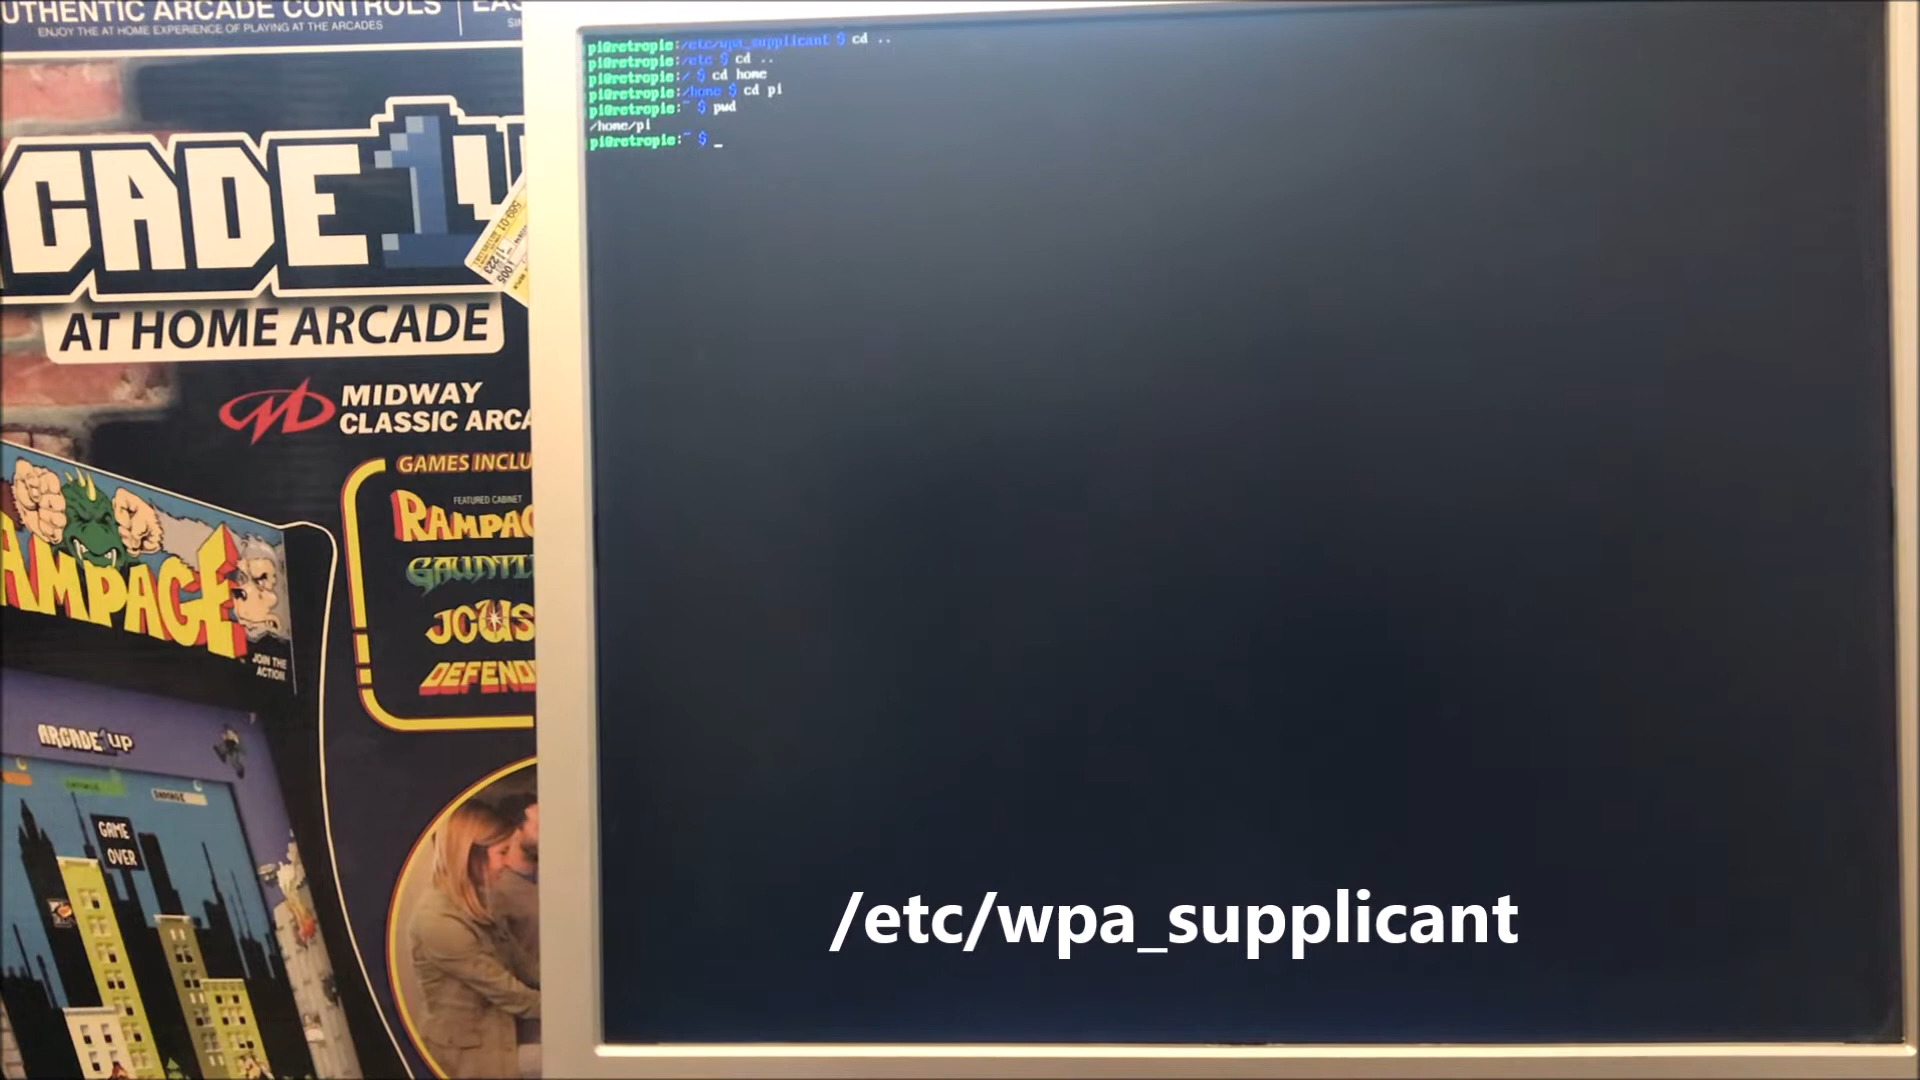 UTHENTIC ARCADE CONTROLS
ENJOY THE AT HOME EXPERIENCE OF PLAYING AT THE ARCADES
CADE1U
AT HOME ARCADE
MIDWAY
CLASSIC ARCA
GAMES INCLU
FEATURED CABINET
RAMPAG
GAUNTL
JOUS
DEFEND
AMPAGE
JOIN THE
ACTION
ARCADE1UP
GAME
OVER
pi@retropie:/etc/wpa_supplicant $ cd ..
pi@retropie:/etc $ cd ..
pi@retropie:/ $ cd home
pi@retropie:/home $ cd pi
pi@retropie:~ $ pwd
/home/pi
pi@retropie:~ $ _
/etc/wpa_supplicant